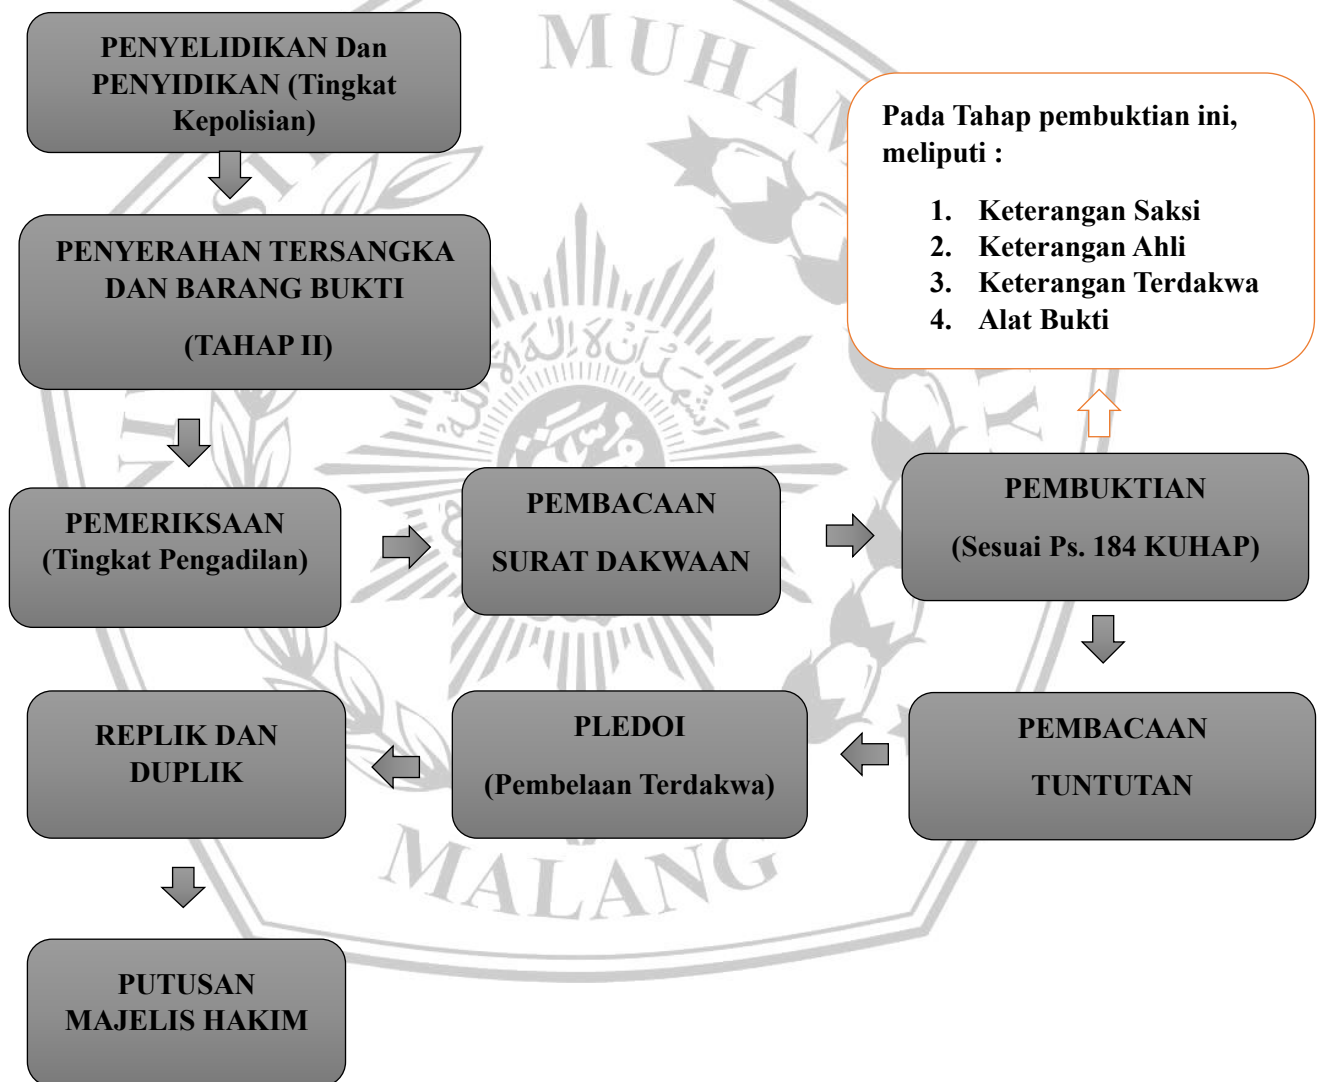 PENYELIDIKAN Dan
PENYIDIKAN (Tingkat
Kepolisian)
PENYERAHAN TERSANGKA
DAN BARANG BUKTI
(TAHAP II)
Pada Tahap pembuktian ini,
meliputi :
1. Keterangan Saksi
2. Keterangan Ahli
3. Keterangan Terdakwa
4. Alat Bukti
PEMERIKSAAN
(Tingkat Pengadilan)
PEMBACAAN
SURAT DAKWAAN
PEMBUKTIAN
(Sesuai Ps. 184 KUHAP)
PEMBACAAN
TUNTUTAN
PLEDOI
(Pembelaan Terdakwa)
REPLIK DAN
DUPLIK
PUTUSAN
MAJELIS HAKIM
MUHAM
MALANG